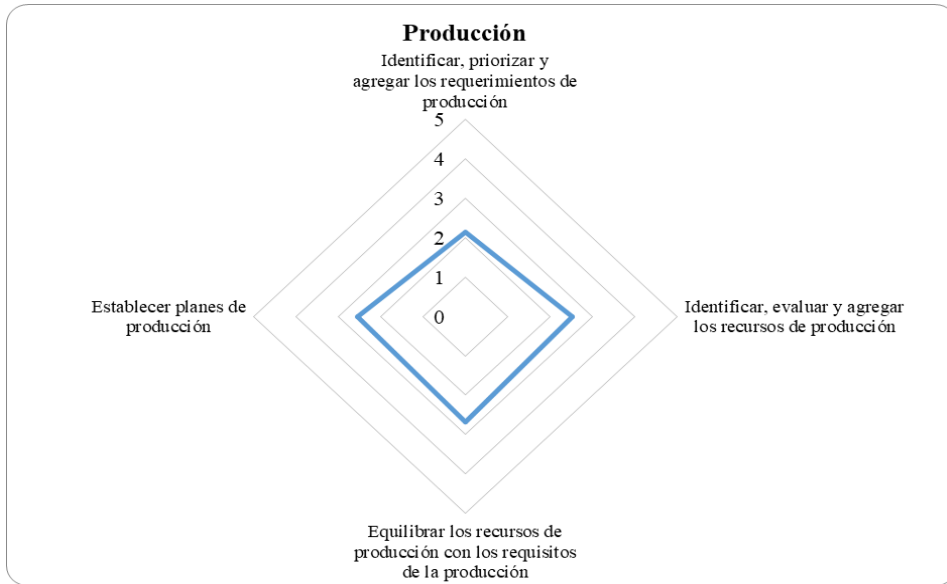 Producción
Identificar, priorizar y
agregar los requerimientos de
producción
5
4
3
2
1
0
Establecer planes de
producción
Identificar, evaluar y agregar
los recursos de producción
Equilibrar los recursos de
producción con los requisitos
de la producción